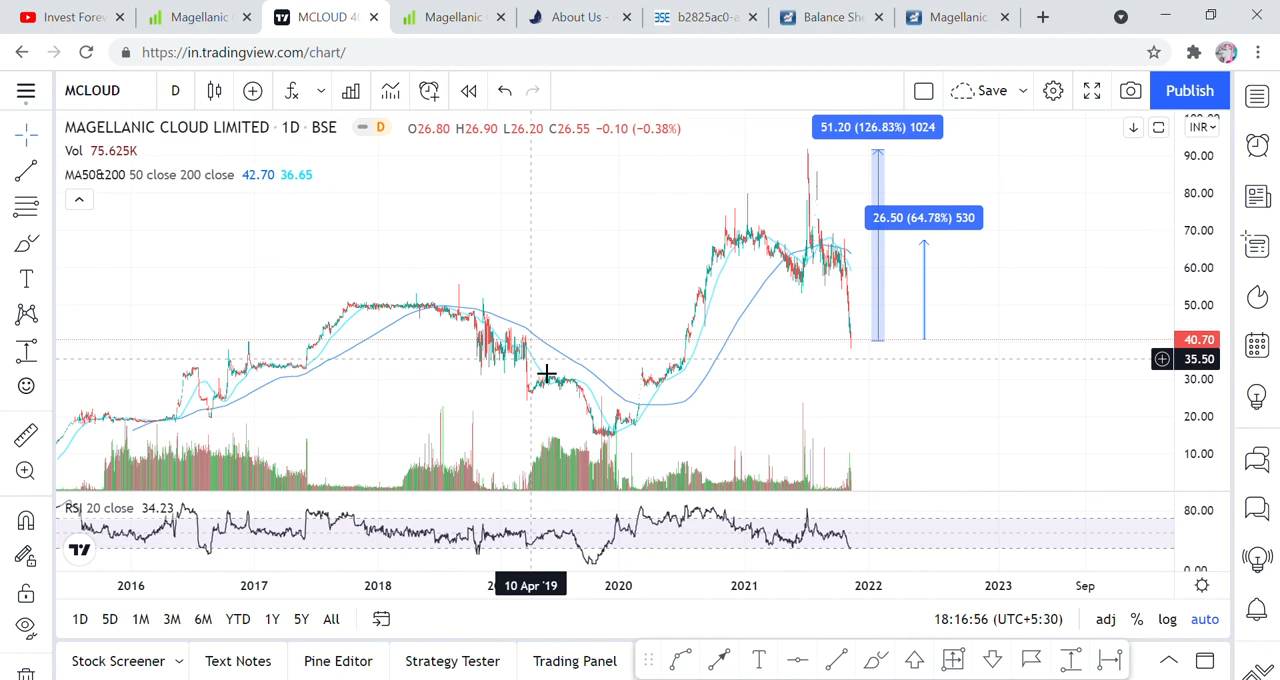 Invest Forev
Magellanic
MCLOUD 40
Magellanic
About Us -
BSE
b2825ac0-a
Balance She
Magellanic
https://in.tradingview.com/chart/
MCLOUD
D
Save
Publish
MAGELLANIC CLOUD LIMITED · 1D · BSE
D
O26.80 H26.90 L26.20 C26.55 −0.10 (−0.38%)
51.20 (126.83%) 1024
INR
Vol 75.625K
MA50&200 50 close 200 close 42.70 36.65
26.50 (64.78%) 530
100.00
90.00
80.00
70.00
60.00
50.00
40.70
35.50
30.00
20.00
10.00
RSI 20 close 34.23
80.00
0.00
2016
2017
2018
10 Apr '19
2020
2021
2022
2023
Sep
1D
5D
1M
3M
6M
YTD
1Y
5Y
All
18:16:56 (UTC+5:30)
adj
%
log
auto
Stock Screener
Text Notes
Pine Editor
Strategy Tester
Trading Panel